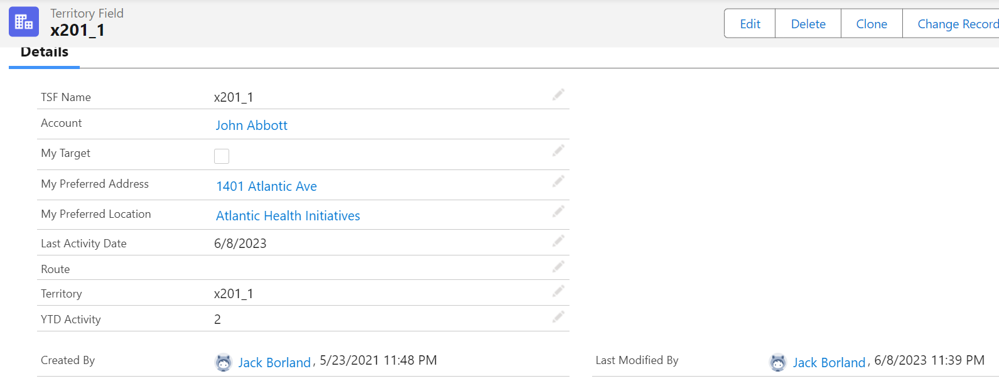 Territory Field
x201_1
Edit Delete Clone Change Record
Details
TSF Name x201_1
Account John Abbott
My Target
My Preferred Address 1401 Atlantic Ave
My Preferred Location Atlantic Health Initiatives
Last Activity Date 6/8/2023
Route
Territory x201_1
YTD Activity 2
Created By Jack Borland, 5/23/2021 11:48 PM Last Modified By Jack Borland, 6/8/2023 11:39 PM